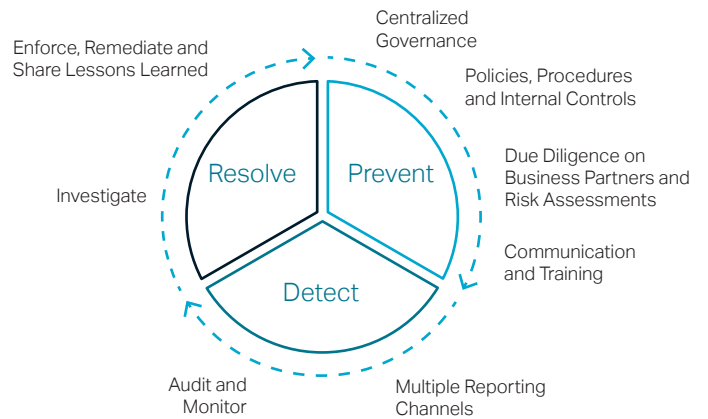 Centralized
Governance
Enforce, Remediate and
Share Lessons Learned
Policies, Procedures
and Internal Controls
Resolve
Prevent
Due Diligence on
Business Partners and
Risk Assessments
Investigate
Communication
and Training
Detect
Audit and
Monitor
Multiple Reporting
Channels